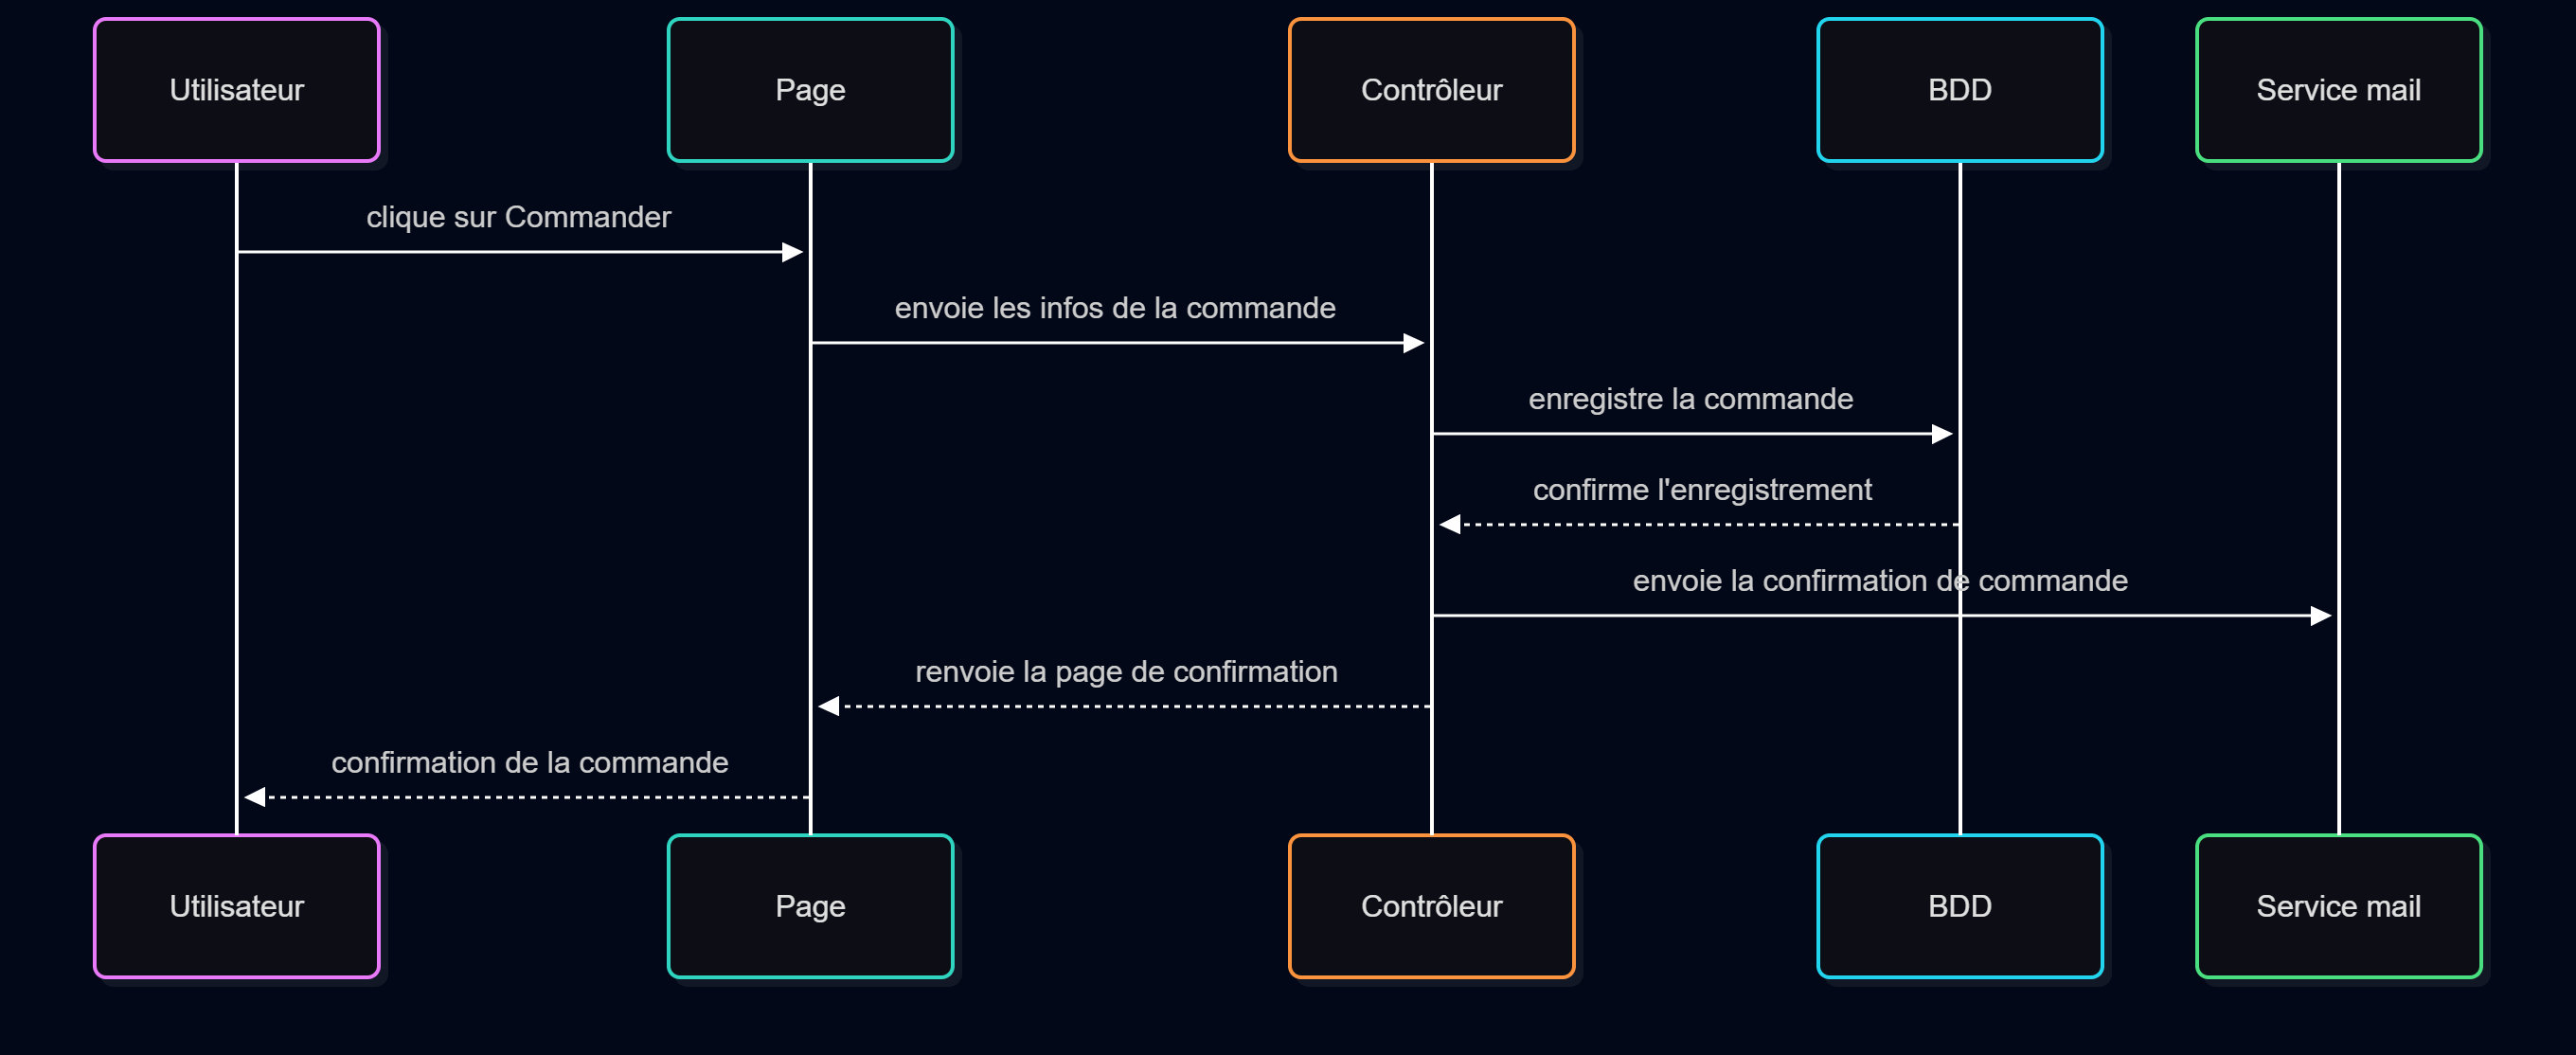 Utilisateur
Page
Contrôleur
BDD
Service mail
clique sur Commander
envoie les infos de la commande
enregistre la commande
confirme l'enregistrement
envoie la confirmation de commande
renvoie la page de confirmation
confirmation de la commande
Utilisateur
Page
Contrôleur
BDD
Service mail